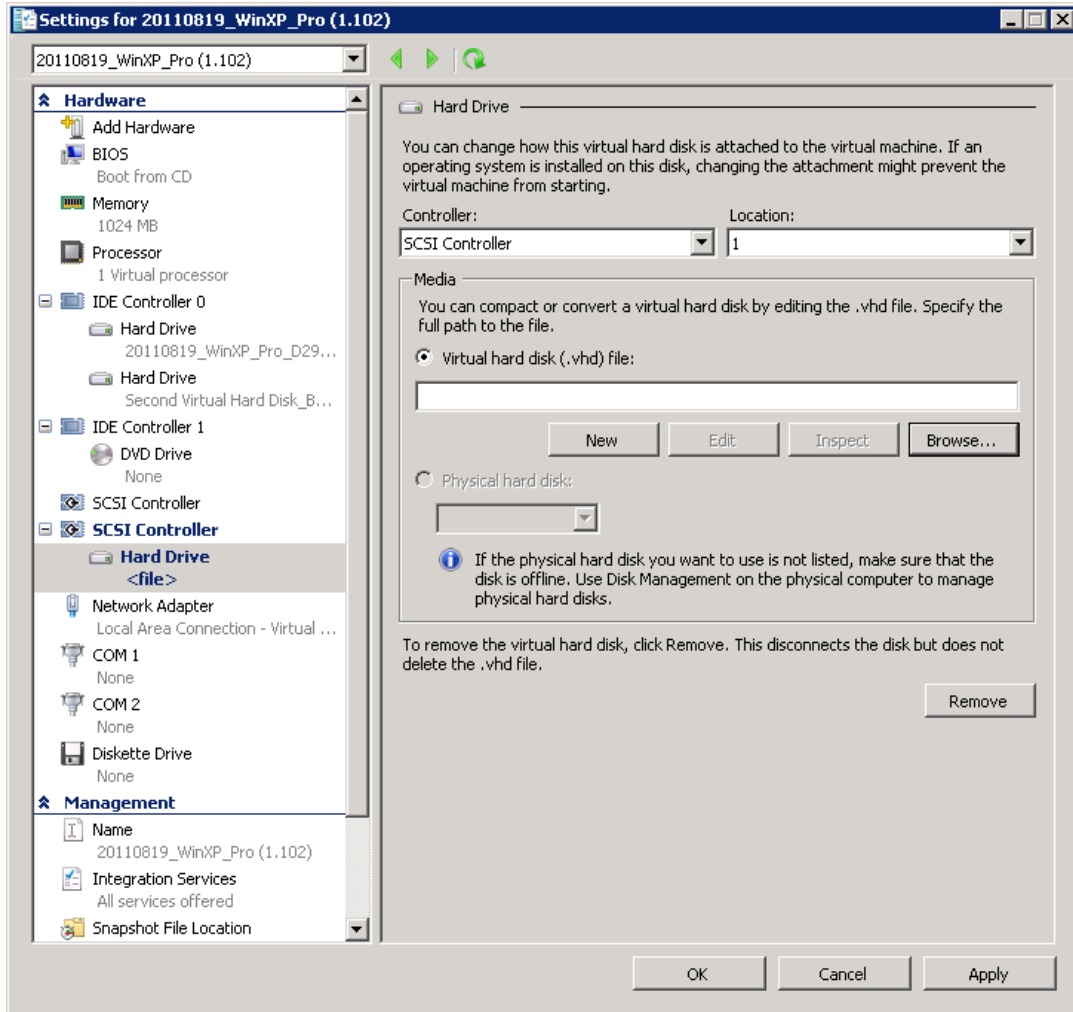 Settings for 20110819_WinXP_Pro (1.102)
20110819_WinXP_Pro (1.102)
Hardware
Add Hardware
BIOS
Boot from CD
Memory
1024 MB
Processor
1 Virtual processor
IDE Controller 0
Hard Drive
20110819_WinXP_Pro_D29...
Hard Drive
Second Virtual Hard Disk_B...
IDE Controller 1
DVD Drive
None
SCSI Controller
SCSI Controller
Hard Drive
<file>
Network Adapter
Local Area Connection - Virtual ...
COM 1
None
COM 2
None
Diskette Drive
None
Management
Name
20110819_WinXP_Pro (1.102)
Integration Services
All services offered
Snapshot File Location
Hard Drive
You can change how this virtual hard disk is attached to the virtual machine. If an
operating system is installed on this disk, changing the attachment might prevent the
virtual machine from starting.
Controller:
Location:
SCSI Controller
1
Media
You can compact or convert a virtual hard disk by editing the .vhd file. Specify the
full path to the file.
Virtual hard disk (.vhd) file:
New
Edit
Inspect
Browse...
Physical hard disk:
If the physical hard disk you want to use is not listed, make sure that the
disk is offline. Use Disk Management on the physical computer to manage
physical hard disks.
To remove the virtual hard disk, click Remove. This disconnects the disk but does not
delete the .vhd file.
Remove
OK
Cancel
Apply